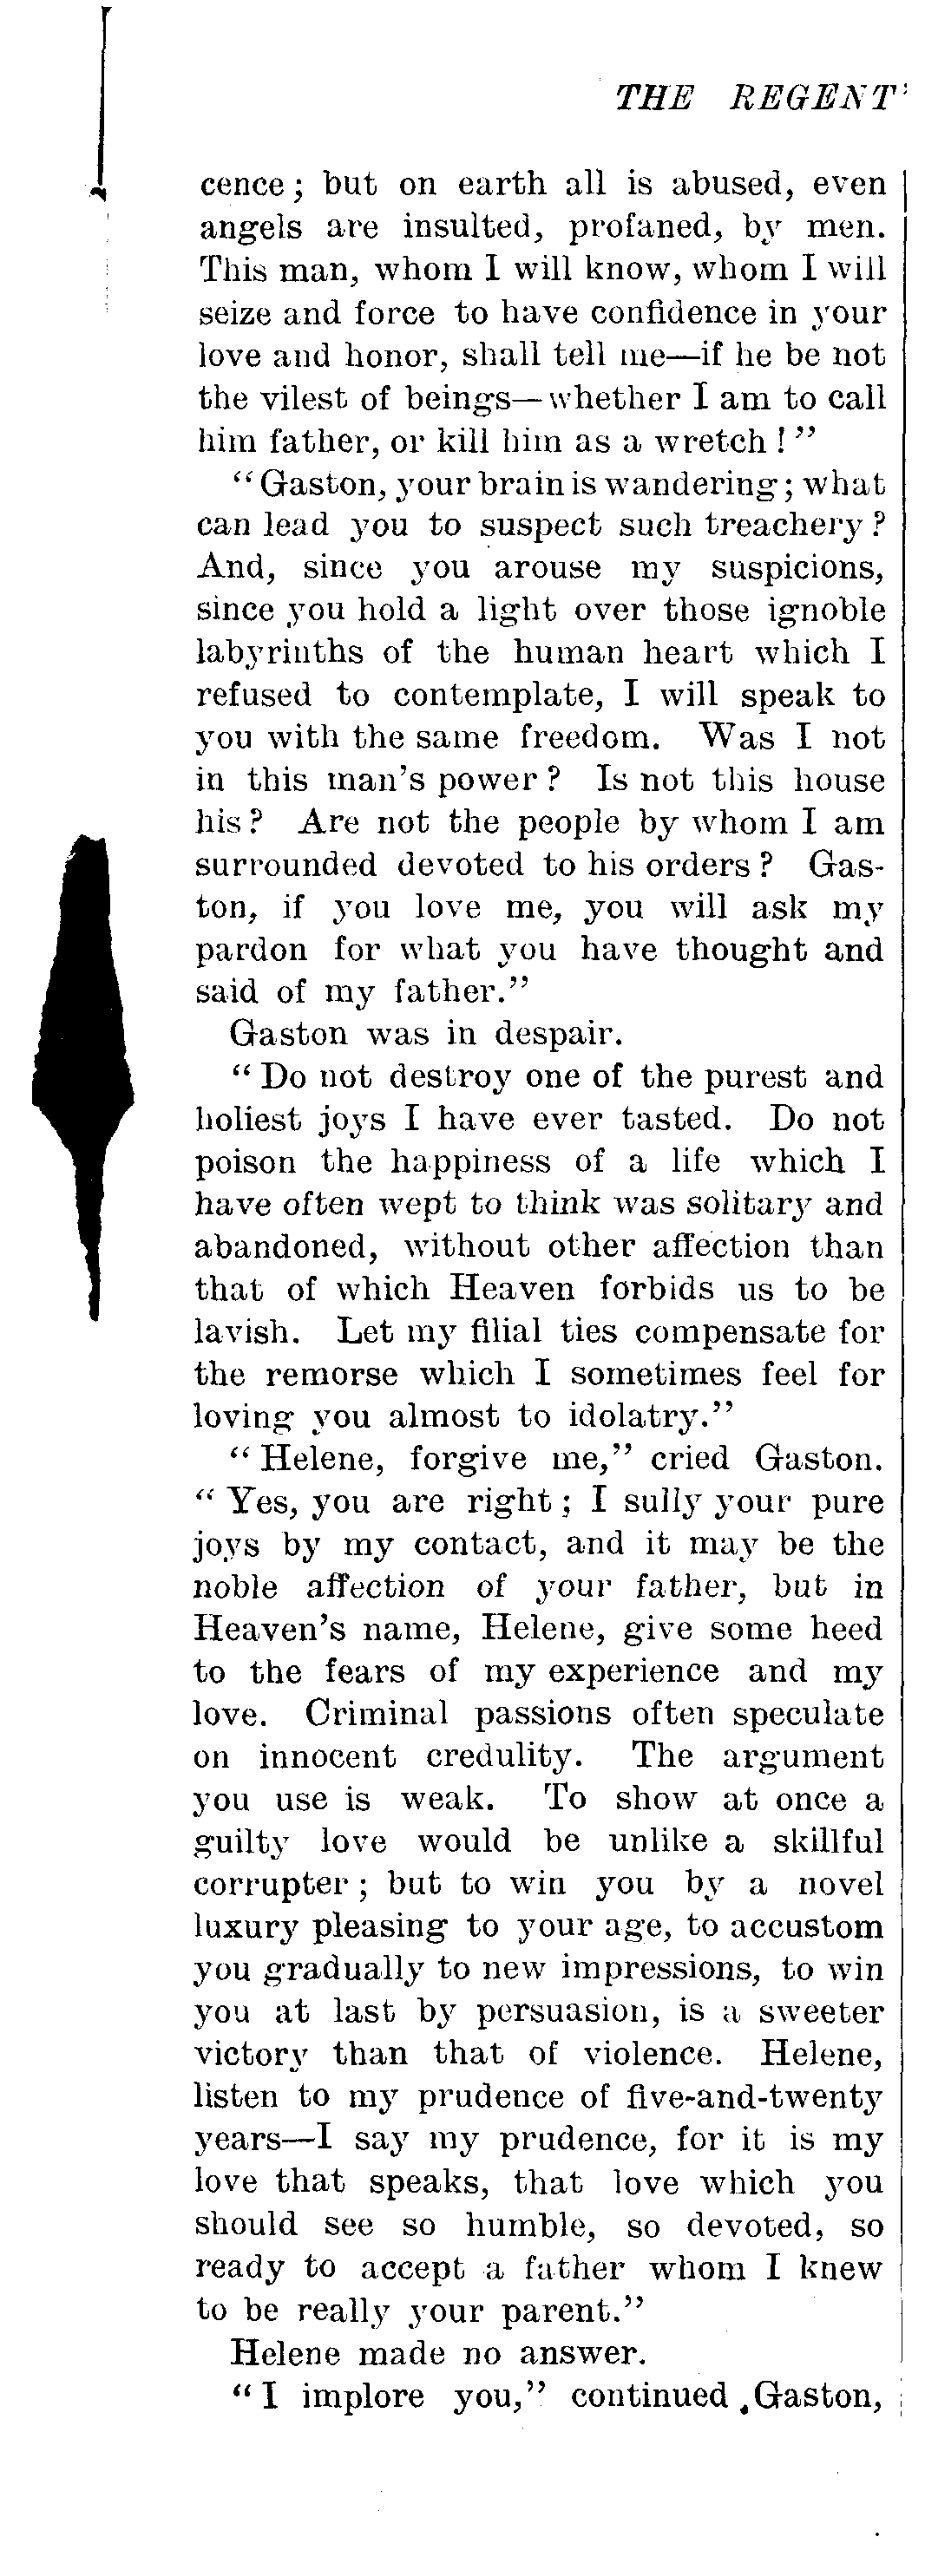 THE REGENT'
cence; but on earth all is abused, even
angels are insulted, profaned, by men.
This man, whom I will know, whom I will
seize and force to have confidence in your
love and honor, shall tell me—if he be not
the vilest of beings—whether I am to call
him father, or kill him as a wretch!"
"Gaston, your brain is wandering; what
can lead you to suspect such treachery?
And, since you arouse my suspicions,
since you hold a light over those ignoble
labyrinths of the human heart which I
refused to contemplate, I will speak to
you with the same freedom. Was I not
in this man's power? Is not this house
his? Are not the people by whom I am
surrounded devoted to his orders? Gas-
ton, if you love me, you will ask my
pardon for what you have thought and
said of my father."
Gaston was in despair.
"Do not destroy one of the purest and
holiest joys I have ever tasted. Do not
poison the happiness of a life which I
have often wept to think was solitary and
abandoned, without other affection than
that of which Heaven forbids us to be
lavish. Let my filial ties compensate for
the remorse which I sometimes feel for
loving you almost to idolatry."
"Helene, forgive me," cried Gaston.
"Yes, you are right; I sully your pure
joys by my contact, and it may be the
noble affection of your father, but in
Heaven's name, Helene, give some heed
to the fears of my experience and my
love. Criminal passions often speculate
on innocent credulity. The argument
you use is weak. To show at once a
guilty love would be unlike a skillful
corrupter; but to win you by a novel
luxury pleasing to your age, to accustom
you gradually to new impressions, to win
you at last by persuasion, is a sweeter
victory than that of violence. Helene,
listen to my prudence of five-and-twenty
years—I say my prudence, for it is my
love that speaks, that love which you
should see so humble, so devoted, so
ready to accept a father whom I knew
to be really your parent."
Helene made no answer.
"I implore you," continued Gaston,